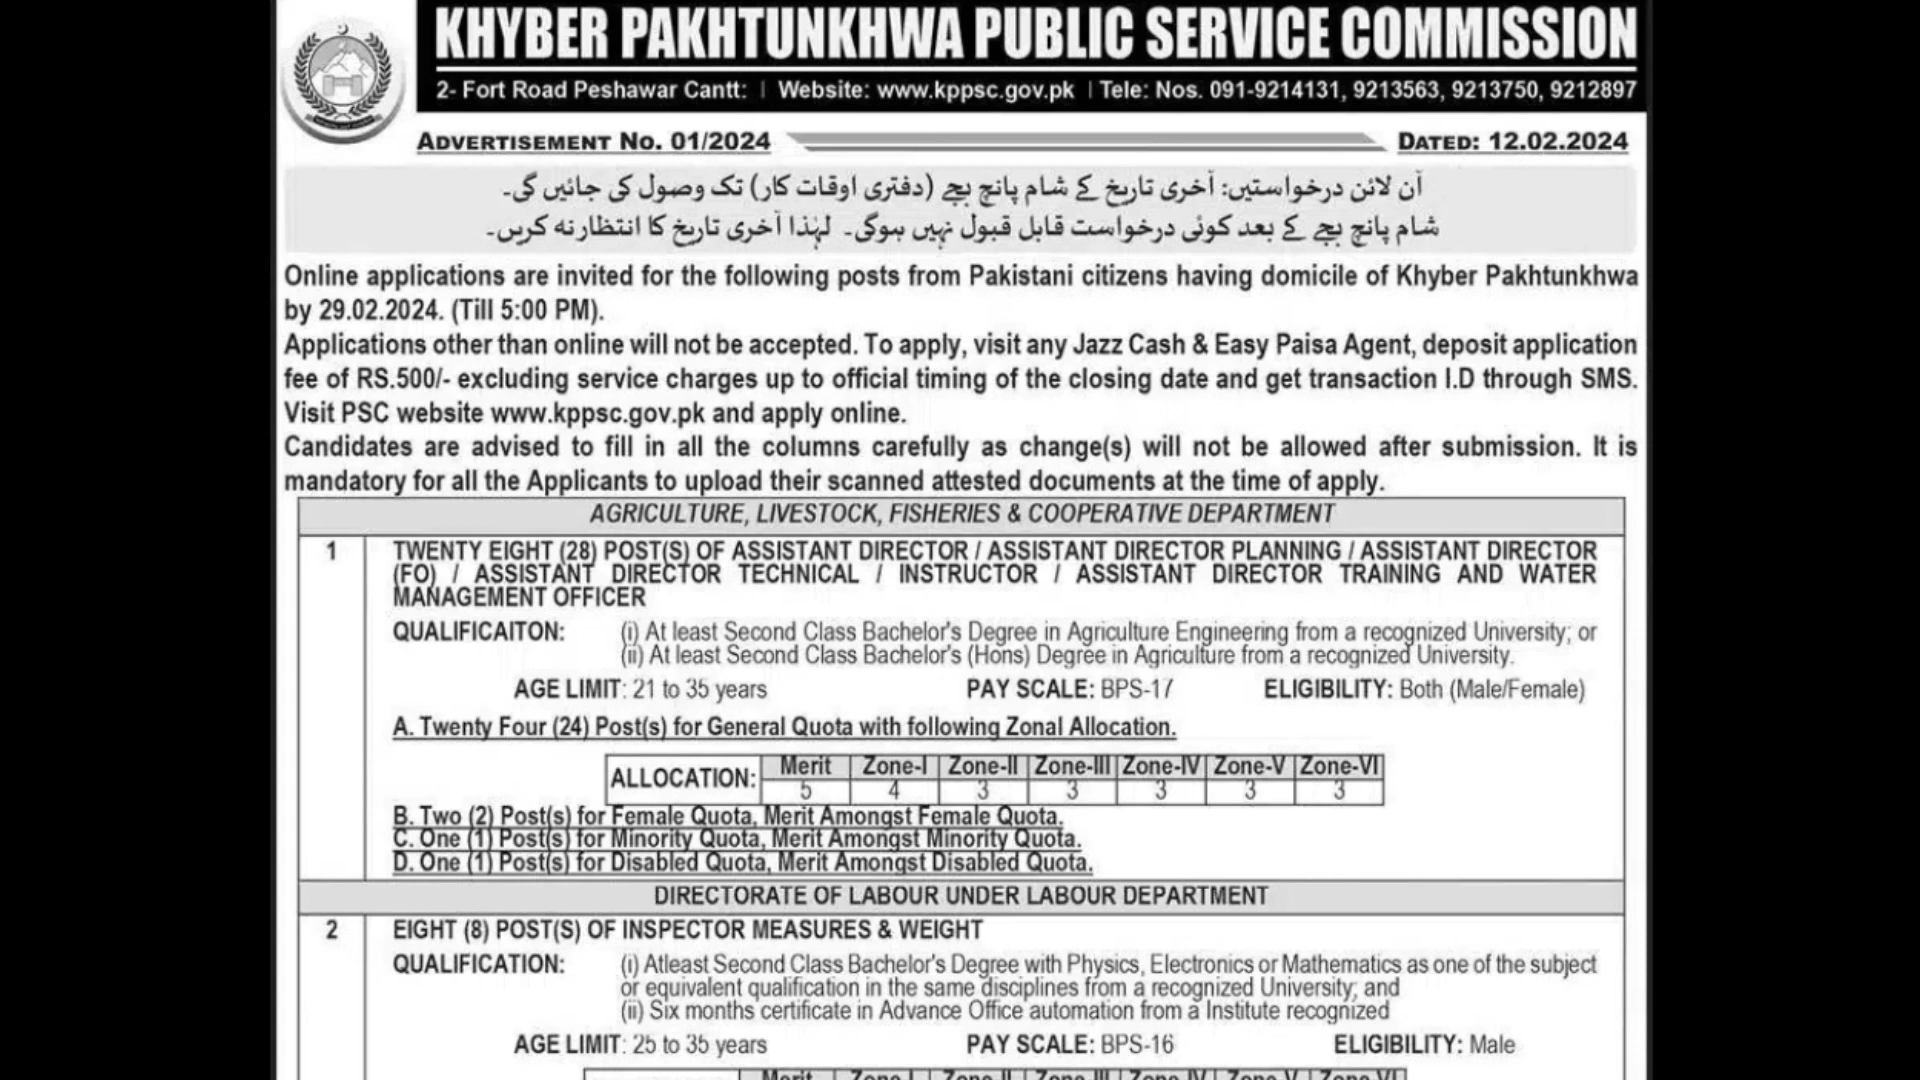 KHYBER PAKHTUNKHWA PUBLIC SERVICE COMMISSION
2- Fort Road Peshawar Cantt: | Website: www.kppsc.gov.pk | Tele: Nos. 091-9214131, 9213563, 9213750, 9212897
ADVERTISEMENT NO. 01/2024 DATED: 12.02.2024
آن لائن درخواستیں: آخری تاریخ کے شام پانچ بجے (دفتری اوقات کار) تک وصول کی جائیں گی۔
شام پانچ بجے کے بعد کوئی درخواست قابل قبول نہیں ہوگی۔ لہٰذا آخری تاریخ کا انتظار نہ کریں۔
Online applications are invited for the following posts from Pakistani citizens having domicile of Khyber Pakhtunkhwa
by 29.02.2024. (Till 5:00 PM).
Applications other than online will not be accepted. To apply, visit any Jazz Cash & Easy Paisa Agent, deposit application
fee of RS.500/- excluding service charges up to official timing of the closing date and get transaction I.D through SMS.
Visit PSC website www.kppsc.gov.pk and apply online.
Candidates are advised to fill in all the columns carefully as change(s) will not be allowed after submission. It is
mandatory for all the Applicants to upload their scanned attested documents at the time of apply.
AGRICULTURE, LIVESTOCK, FISHERIES & COOPERATIVE DEPARTMENT
1 TWENTY EIGHT (28) POST(S) OF ASSISTANT DIRECTOR / ASSISTANT DIRECTOR PLANNING / ASSISTANT DIRECTOR
(FO) / ASSISTANT DIRECTOR TECHNICAL / INSTRUCTOR / ASSISTANT DIRECTOR TRAINING AND WATER
MANAGEMENT OFFICER
QUALIFICAITON: (i) At least Second Class Bachelor's Degree in Agriculture Engineering from a recognized University; or
(ii) At least Second Class Bachelor's (Hons) Degree in Agriculture from a recognized University.
AGE LIMIT: 21 to 35 years PAY SCALE: BPS-17 ELIGIBILITY: Both (Male/Female)
A. Twenty Four (24) Post(s) for General Quota with following Zonal Allocation.
ALLOCATION: Merit Zone-I Zone-II Zone-III Zone-IV Zone-V Zone-VI
5 4 3 3 3 3 3
B. Two (2) Post(s) for Female Quota, Merit Amongst Female Quota.
C. One (1) Post(s) for Minority Quota, Merit Amongst Minority Quota.
D. One (1) Post(s) for Disabled Quota, Merit Amongst Disabled Quota.
DIRECTORATE OF LABOUR UNDER LABOUR DEPARTMENT
2 EIGHT (8) POST(S) OF INSPECTOR MEASURES & WEIGHT
QUALIFICATION: (i) Atleast Second Class Bachelor's Degree with Physics, Electronics or Mathematics as one of the subject
or equivalent qualification in the same disciplines from a recognized University; and
(ii) Six months certificate in Advance Office automation from a Institute recognized
AGE LIMIT: 25 to 35 years PAY SCALE: BPS-16 ELIGIBILITY: Male
Merit Zone-I Zone-II Zone-III Zone-IV Zone-V Zone-VI